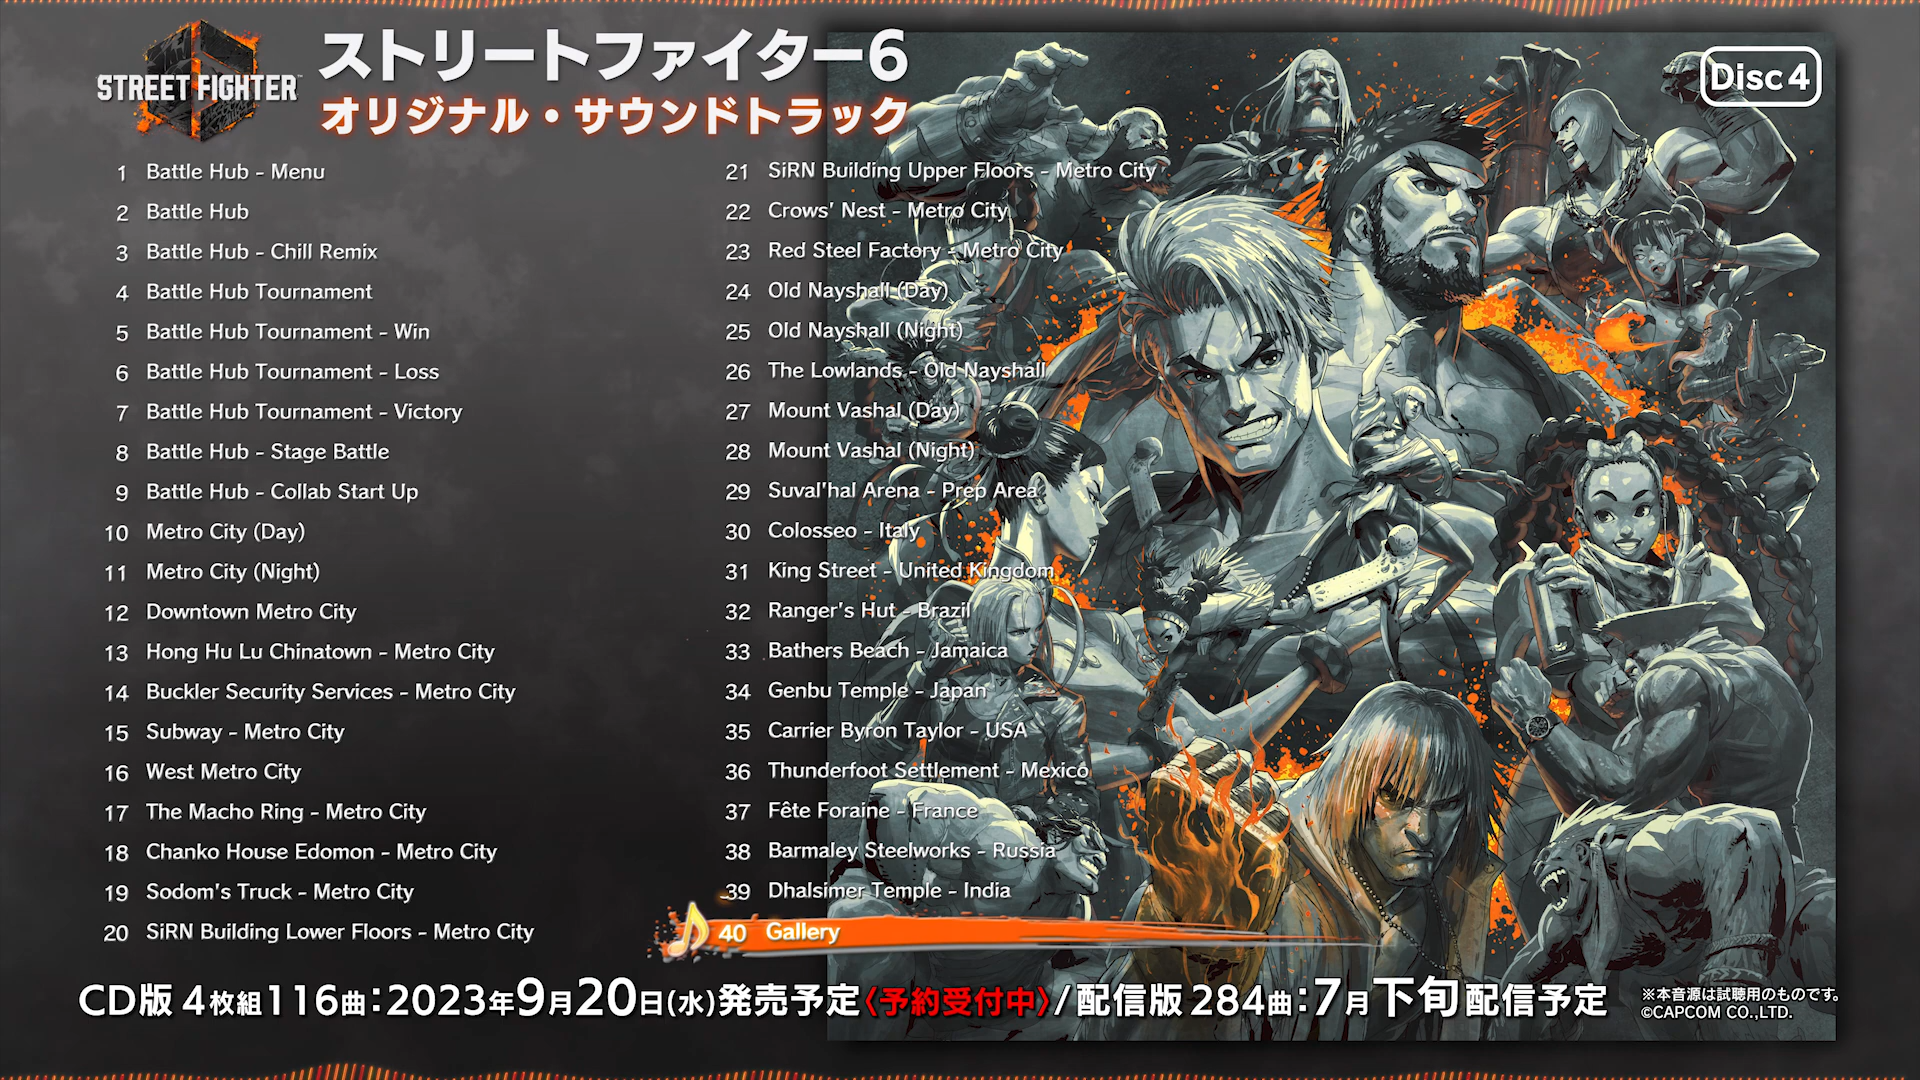 STREET FIGHTER™
ストリートファイター6
オリジナル・サウンドトラック
Disc 4
1 Battle Hub - Menu
2 Battle Hub
3 Battle Hub - Chill Remix
4 Battle Hub Tournament
5 Battle Hub Tournament - Win
6 Battle Hub Tournament - Loss
7 Battle Hub Tournament - Victory
8 Battle Hub - Stage Battle
9 Battle Hub - Collab Start Up
10 Metro City (Day)
11 Metro City (Night)
12 Downtown Metro City
13 Hong Hu Lu Chinatown - Metro City
14 Buckler Security Services - Metro City
15 Subway - Metro City
16 West Metro City
17 The Macho Ring - Metro City
18 Chanko House Edomon - Metro City
19 Sodom's Truck - Metro City
20 SiRN Building Lower Floors - Metro City
21 SiRN Building Upper Floors - Metro City
22 Crows' Nest - Metro City
23 Red Steel Factory - Metro City
24 Old Nayshall (Day)
25 Old Nayshall (Night)
26 The Lowlands - Old Nayshall
27 Mount Vashal (Day)
28 Mount Vashal (Night)
29 Suval'hal Arena - Prep Area
30 Colosseo - Italy
31 King Street - United Kingdom
32 Ranger's Hut - Brazil
33 Bathers Beach - Jamaica
34 Genbu Temple - Japan
35 Carrier Byron Taylor - USA
36 Thunderfoot Settlement - Mexico
37 Fête Foraine - France
38 Barmaley Steelworks - Russia
39 Dhalsimer Temple - India
40 Gallery
CD版 4枚組116曲：2023年9月20日(水)発売予定〈予約受付中〉/配信版 284曲：7月下旬配信予定
※本音源は試聴用のものです。
©CAPCOM CO.,LTD.